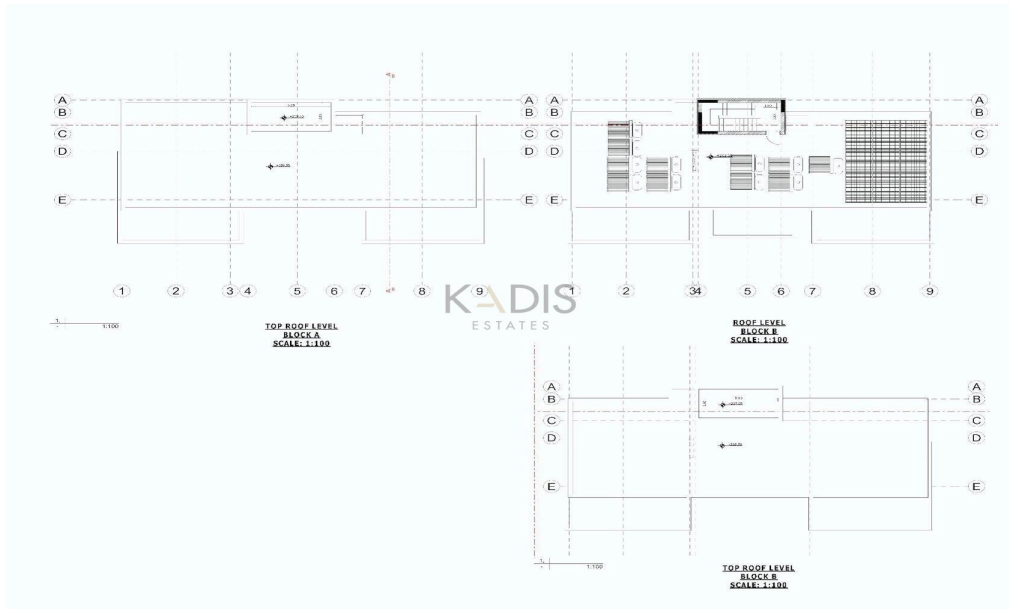 A
B
C
D
E
A
B
C
D
E
1 2 3 4 5 6 7 8 9
1:100
TOP ROOF LEVEL
BLOCK A
SCALE: 1:100
A
B
C
D
E
A
B
C
D
E
1 2 3 4 5 6 7 8 9
ROOF LEVEL
BLOCK B
SCALE: 1:100
KADIS
ESTATES
A
B
C
D
E
A
B
C
D
E
1:100
TOP ROOF LEVEL
BLOCK B
SCALE: 1:100